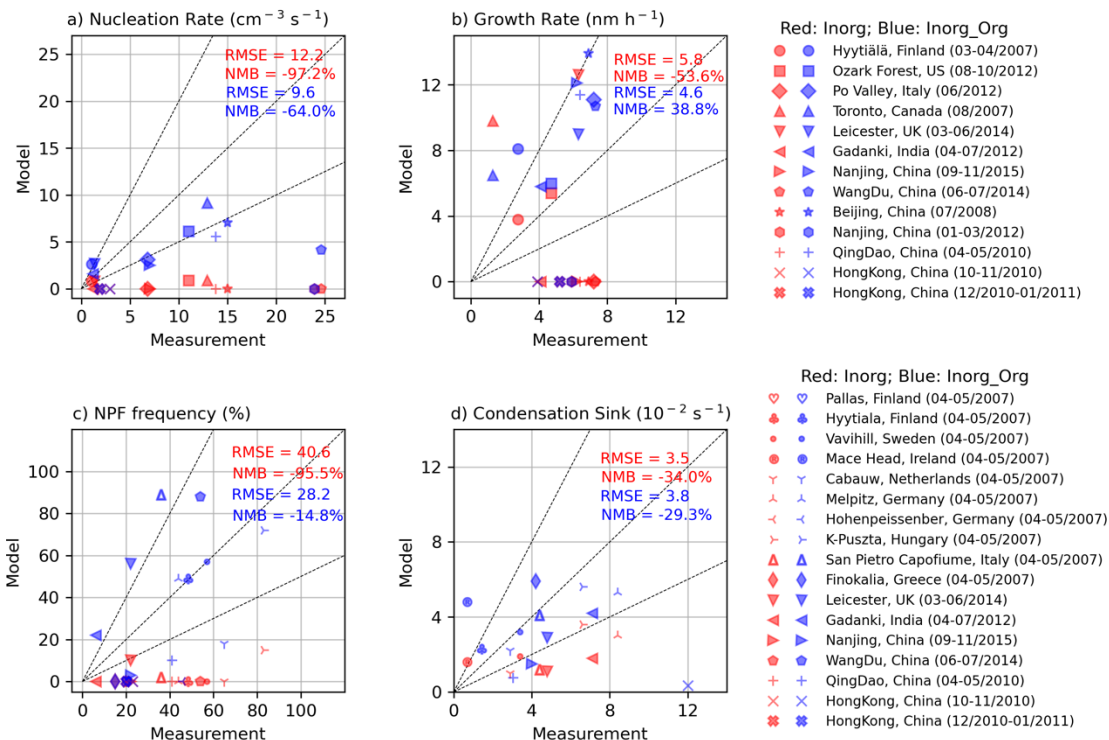 a) Nucleation Rate (cm⁻³ s⁻¹)
RMSE = 12.2
NMB = -97.2%
RMSE = 9.6
NMB = -64.0%
25
20
15
10
5
0
Model
0 5 10 15 20 25
Measurement
b) Growth Rate (nm h⁻¹)
RMSE = 5.8
NMB = -53.6%
RMSE = 4.6
NMB = 38.8%
12
8
4
0
Model
0 4 8 12
Measurement
Red: Inorg; Blue: Inorg_Org
Hyytiälä, Finland (03-04/2007)
Ozark Forest, US (08-10/2012)
Po Valley, Italy (06/2012)
Toronto, Canada (08/2007)
Leicester, UK (03-06/2014)
Gadanki, India (04-07/2012)
Nanjing, China (09-11/2015)
WangDu, China (06-07/2014)
Beijing, China (07/2008)
Nanjing, China (01-03/2012)
QingDao, China (04-05/2010)
HongKong, China (10-11/2010)
HongKong, China (12/2010-01/2011)
c) NPF frequency (%)
RMSE = 40.6
NMB = -95.5%
RMSE = 28.2
NMB = -14.8%
100
80
60
40
20
0
Model
0 20 40 60 80 100
Measurement
d) Condensation Sink (10⁻² s⁻¹)
RMSE = 3.5
NMB = -34.0%
RMSE = 3.8
NMB = -29.3%
12
8
4
0
Model
0 4 8 12
Measurement
Red: Inorg; Blue: Inorg_Org
Pallas, Finland (04-05/2007)
Hyytiala, Finland (04-05/2007)
Vavihill, Sweden (04-05/2007)
Mace Head, Ireland (04-05/2007)
Cabauw, Netherlands (04-05/2007)
Melpitz, Germany (04-05/2007)
Hohenpeissenber, Germany (04-05/2007)
K-Puszta, Hungary (04-05/2007)
San Pietro Capofiume, Italy (04-05/2007)
Finokalia, Greece (04-05/2007)
Leicester, UK (03-06/2014)
Gadanki, India (04-07/2012)
Nanjing, China (09-11/2015)
WangDu, China (06-07/2014)
QingDao, China (04-05/2010)
HongKong, China (10-11/2010)
HongKong, China (12/2010-01/2011)